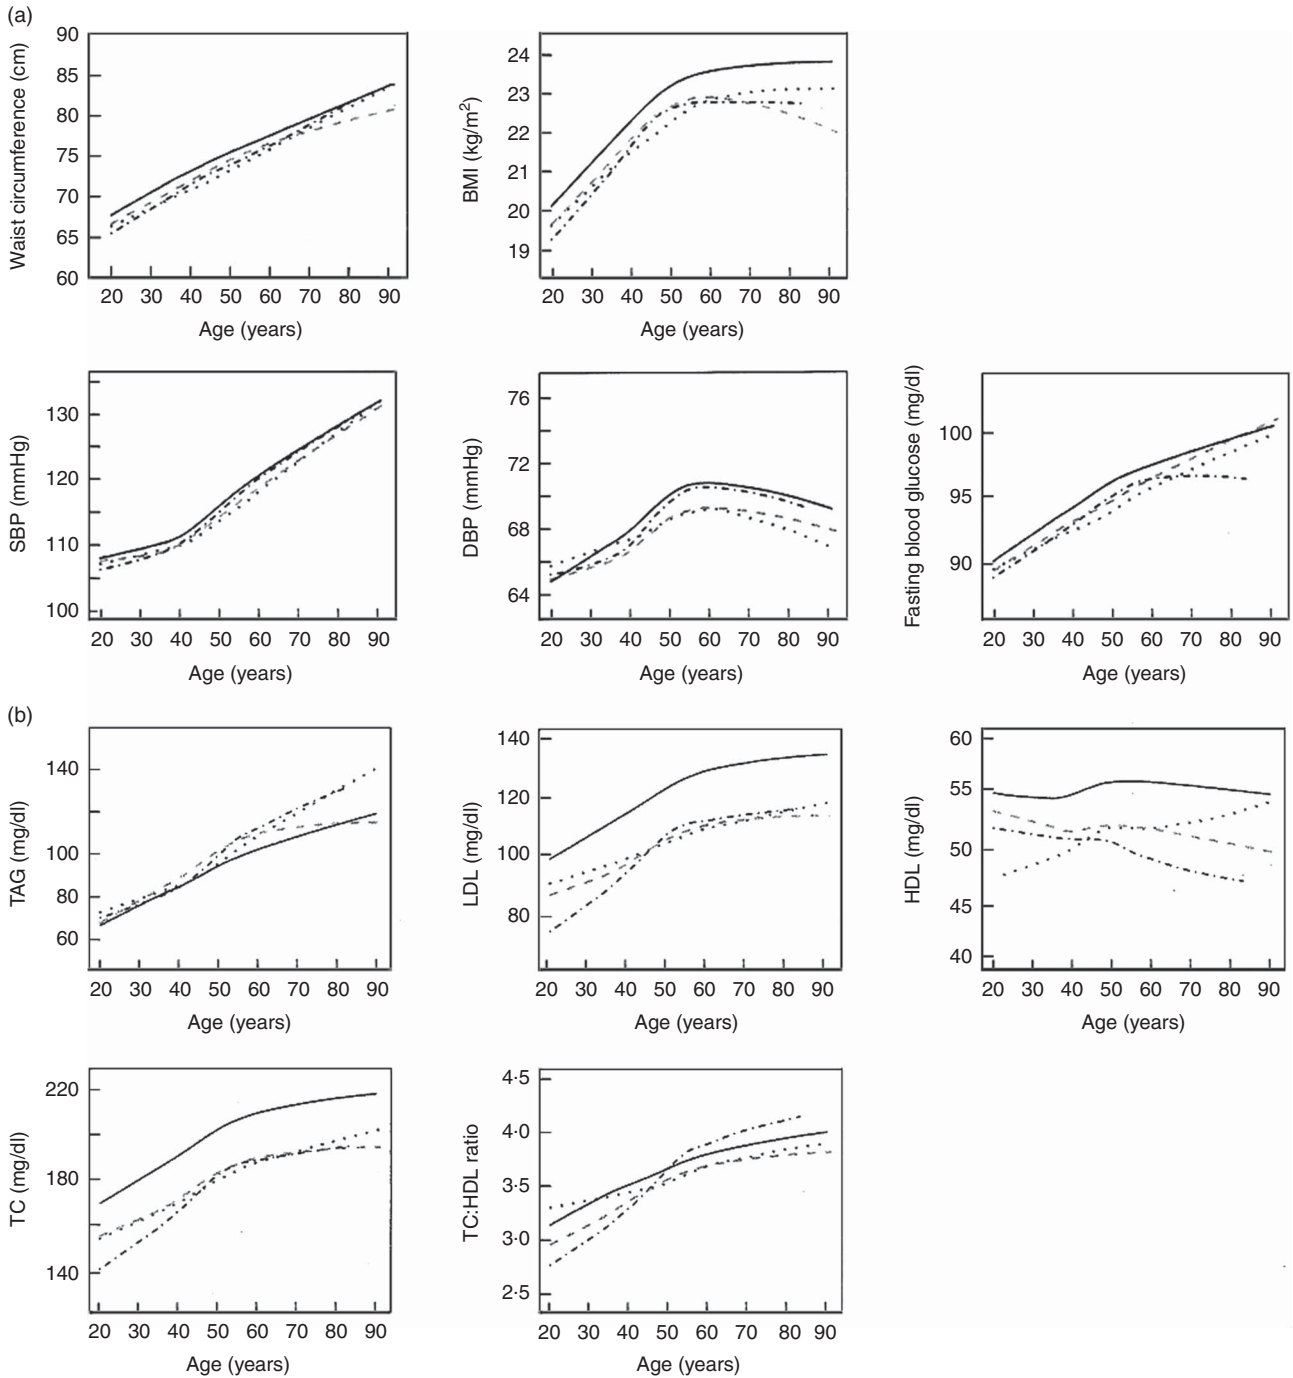 (a)
Waist circumference (cm)
90
85
80
75
70
65
60
20 30 40 50 60 70 80 90
Age (years)
BMI (kg/m²)
24
23
22
21
20
19
20 30 40 50 60 70 80 90
Age (years)
SBP (mmHg)
130
120
110
100
20 30 40 50 60 70 80 90
Age (years)
DBP (mmHg)
76
72
68
64
20 30 40 50 60 70 80 90
Age (years)
Fasting blood glucose (mg/dl)
100
95
90
20 30 40 50 60 70 80 90
Age (years)
(b)
TAG (mg/dl)
140
100
80
60
20 30 40 50 60 70 80 90
Age (years)
LDL (mg/dl)
140
120
100
80
20 30 40 50 60 70 80 90
Age (years)
HDL (mg/dl)
60
55
50
45
40
20 30 40 50 60 70 80 90
Age (years)
TC (mg/dl)
220
180
140
20 30 40 50 60 70 80 90
Age (years)
TC:HDL ratio
4·5
4·0
3·5
3·0
2·5
20 30 40 50 60 70 80 90
Age (years)